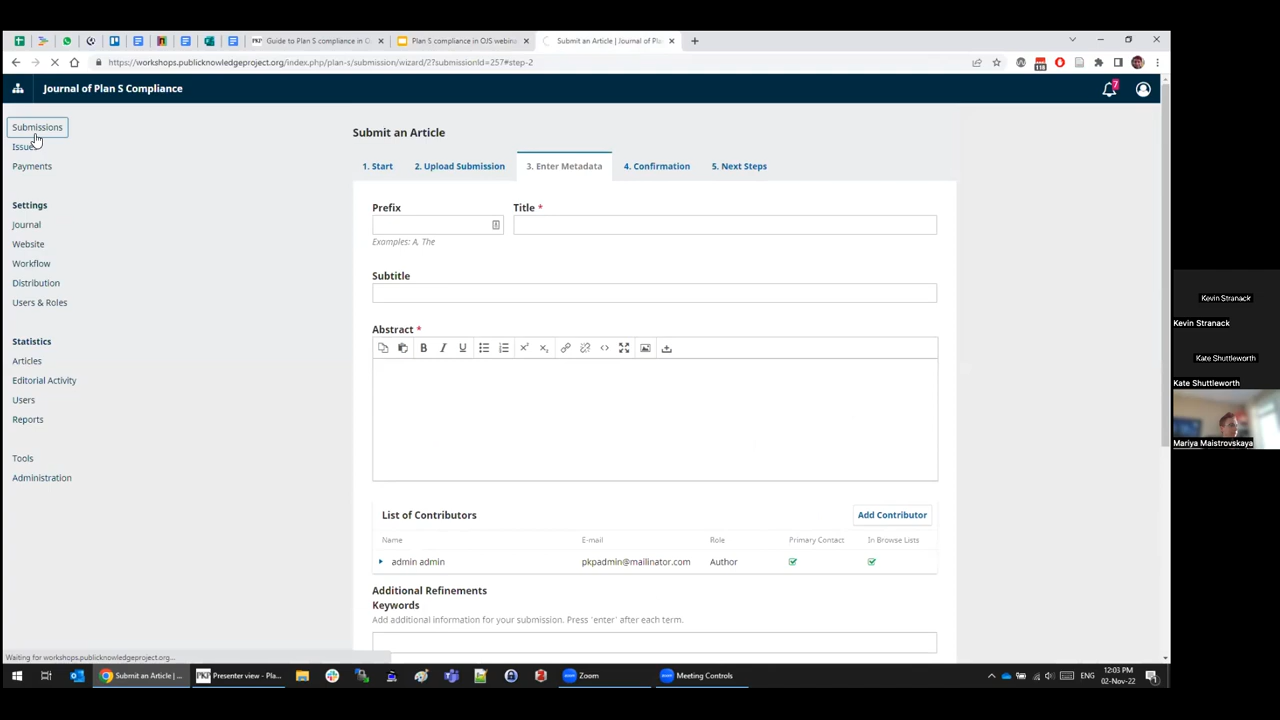 Guide to Plan S compliance in O
Plan S compliance in OJS webina
Submit an Article | Journal of Pla
https://workshops.publicknowledgeproject.org/index.php/plan-s/submission/wizard/2?submissionId=257#step-2
Journal of Plan S Compliance
7
Submissions
Issues
Payments
Settings
Journal
Website
Workflow
Distribution
Users & Roles
Statistics
Articles
Editorial Activity
Users
Reports
Tools
Administration
Submit an Article
1. Start
2. Upload Submission
3. Enter Metadata
4. Confirmation
5. Next Steps
Prefix
Title *
Examples: A, The
Subtitle
Abstract *
List of Contributors
Add Contributor
Name E-mail Role Primary Contact In Browse Lists
admin admin pkpadmin@mailinator.com Author
Additional Refinements
Keywords
Add additional information for your submission. Press 'enter' after each term.
Kevin Stranack
Kevin Stranack
Kate Shuttleworth
Kate Shuttleworth
Mariya Maistrovskaya
Waiting for workshops.publicknowledgeproject.org...
Submit an Article | J...
Presenter view - Pla...
Zoom
Meeting Controls
ENG
12:03 PM
02-Nov-22